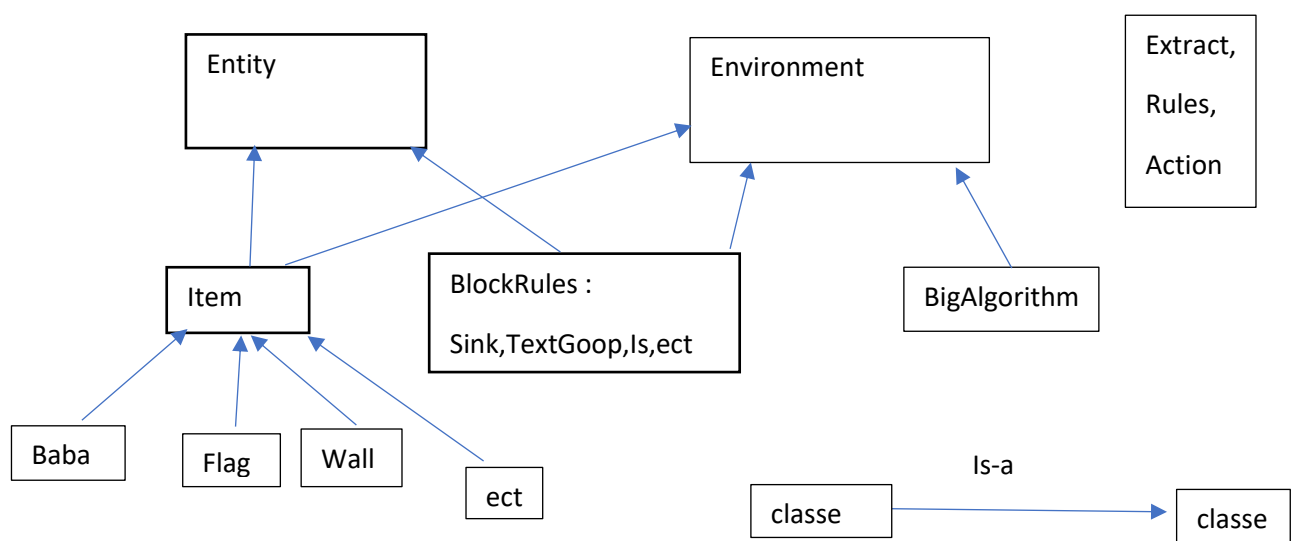 Entity
Environment
Extract,
Rules,
Action
Item
BlockRules :
Sink,TextGoop,Is,ect
BigAlgorithm
Baba
Flag
Wall
ect
Is-a
classe
classe